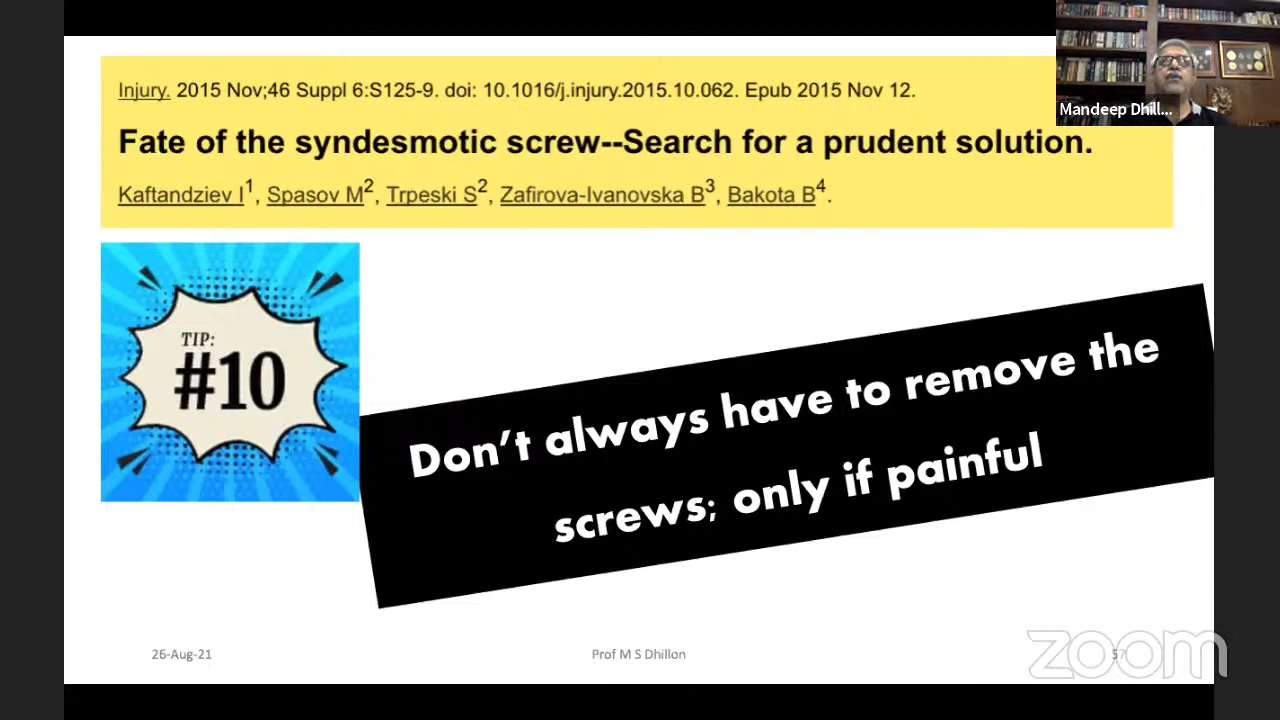 Injury. 2015 Nov;46 Suppl 6:S125-9. doi: 10.1016/j.injury.2015.10.062. Epub 2015 Nov 12.
Mandeep Dhill...
Fate of the syndesmotic screw--Search for a prudent solution.
Kaftandziev I1, Spasov M2, Trpeski S2, Zafirova-Ivanovska B3, Bakota B4.
TIP:
#10
Don't always have to remove the
screws; only if painful
26-Aug-21
Prof M S Dhillon
57
zoom